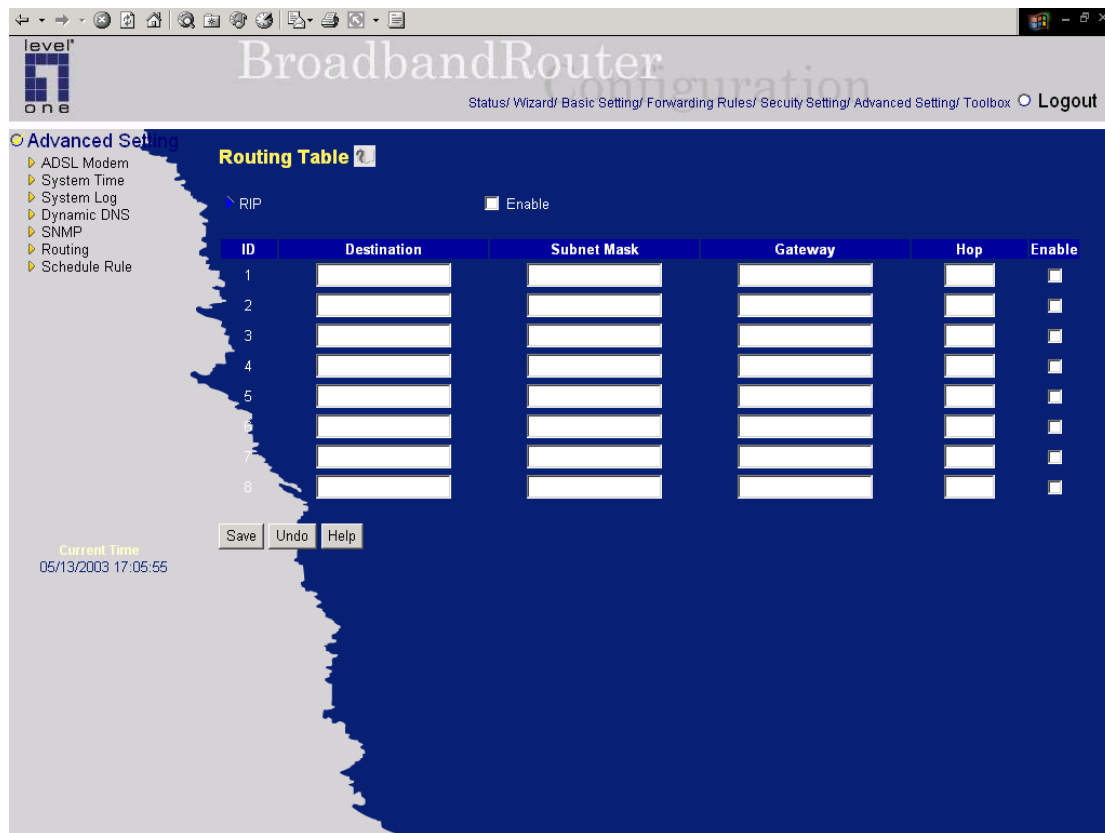 level
one
BroadbandRouter
Configuration
Status/ Wizard/ Basic Setting/ Forwarding Rules/ Secuity Setting/ Advanced Setting/ Toolbox Logout
Advanced Setting
ADSL Modem
System Time
System Log
Dynamic DNS
SNMP
Routing
Schedule Rule
Current Time
05/13/2003 17:05:55
Routing Table
RIP Enable
ID Destination Subnet Mask Gateway Hop Enable
1
2
3
4
5
6
7
8
Save Undo Help